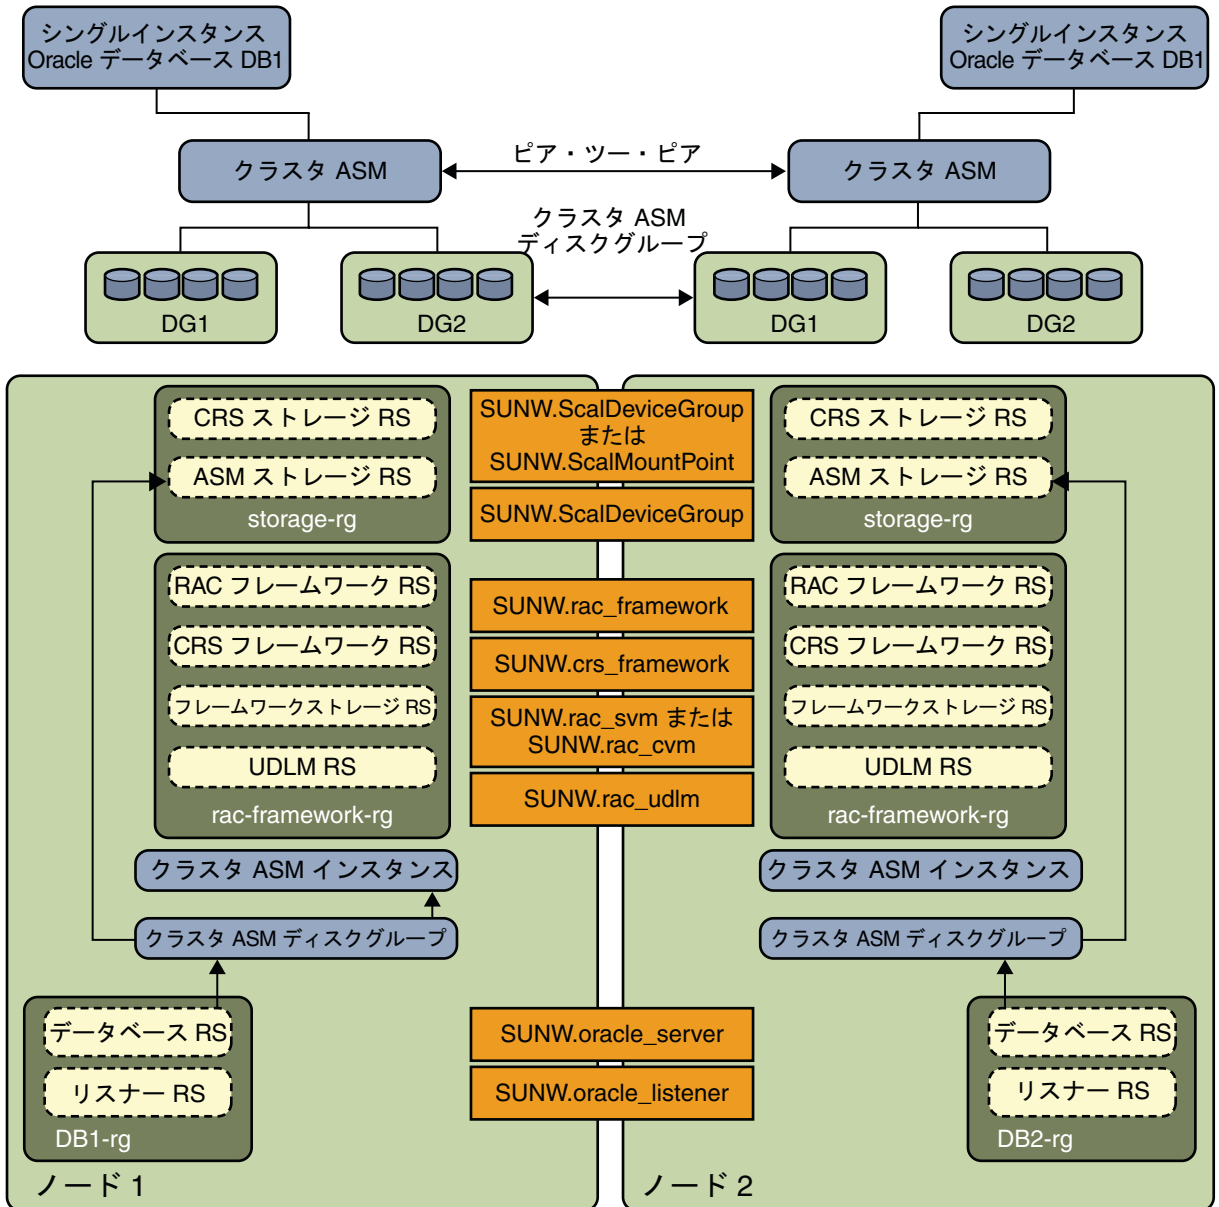 シングルインスタンス
Oracle データベース DB1
シングルインスタンス
Oracle データベース DB1
クラスタ ASM
ピア・ツー・ピア
クラスタ ASM
クラスタ ASM
ディスクグループ
DG1
DG2
DG1
DG2
CRS ストレージ RS
ASM ストレージ RS
storage-rg
SUNW.ScalDeviceGroup
または
SUNW.ScalMountPoint
SUNW.ScalDeviceGroup
CRS ストレージ RS
ASM ストレージ RS
storage-rg
RAC フレームワーク RS
CRS フレームワーク RS
フレームワークストレージ RS
UDLM RS
rac-framework-rg
SUNW.rac_framework
SUNW.crs_framework
SUNW.rac_svm または
SUNW.rac_cvm
SUNW.rac_udlm
RAC フレームワーク RS
CRS フレームワーク RS
フレームワークストレージ RS
UDLM RS
rac-framework-rg
クラスタ ASM インスタンス
クラスタ ASM ディスクグループ
クラスタ ASM インスタンス
クラスタ ASM ディスクグループ
データベース RS
リスナー RS
DB1-rg
SUNW.oracle_server
SUNW.oracle_listener
データベース RS
リスナー RS
DB2-rg
ノード 1
ノード 2